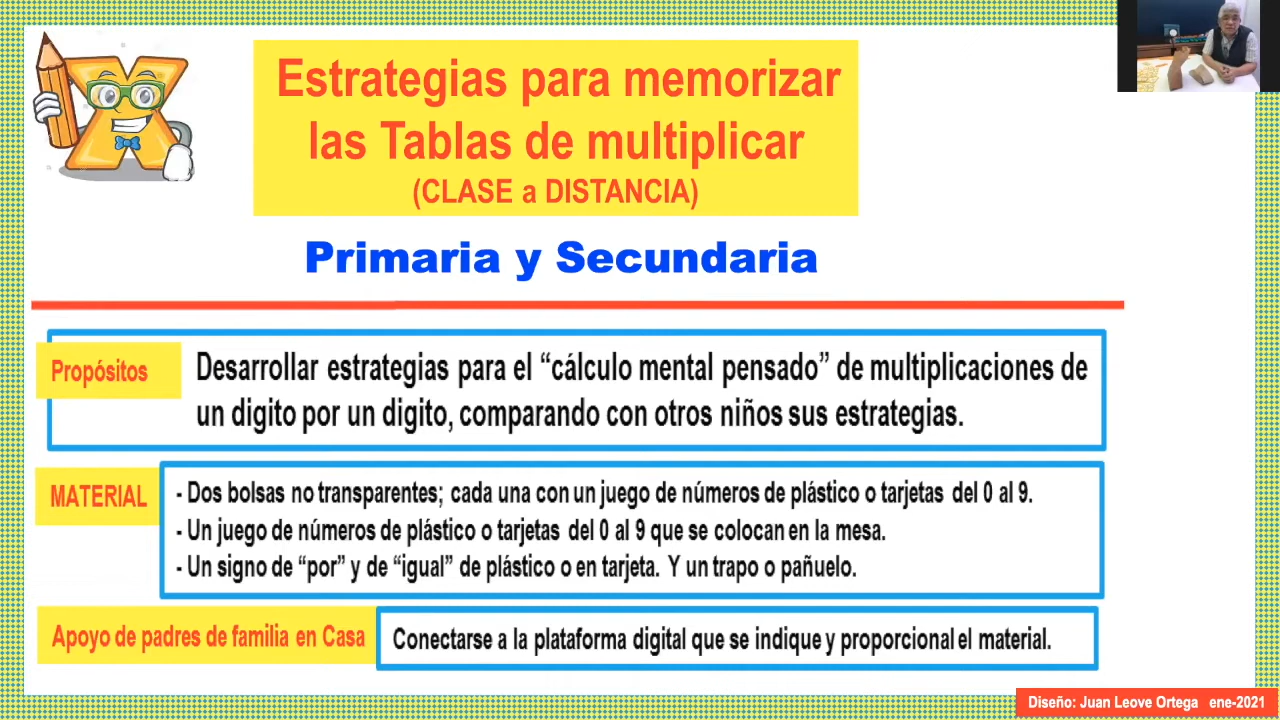 Estrategias para memorizar
las Tablas de multiplicar
(CLASE a DISTANCIA)
Primaria y Secundaria
Propósitos
Desarrollar estrategias para el “cálculo mental pensado” de multiplicaciones de
un digito por un digito, comparando con otros niños sus estrategias.
MATERIAL
- Dos bolsas no transparentes; cada una con un juego de números de plástico o tarjetas del 0 al 9.
- Un juego de números de plástico o tarjetas del 0 al 9 que se colocan en la mesa.
- Un signo de “por” y de “igual” de plástico o en tarjeta. Y un trapo o pañuelo.
Apoyo de padres de familia en Casa
Conectarse a la plataforma digital que se indique y proporcional el material.
Diseño: Juan Leove Ortega ene-2021